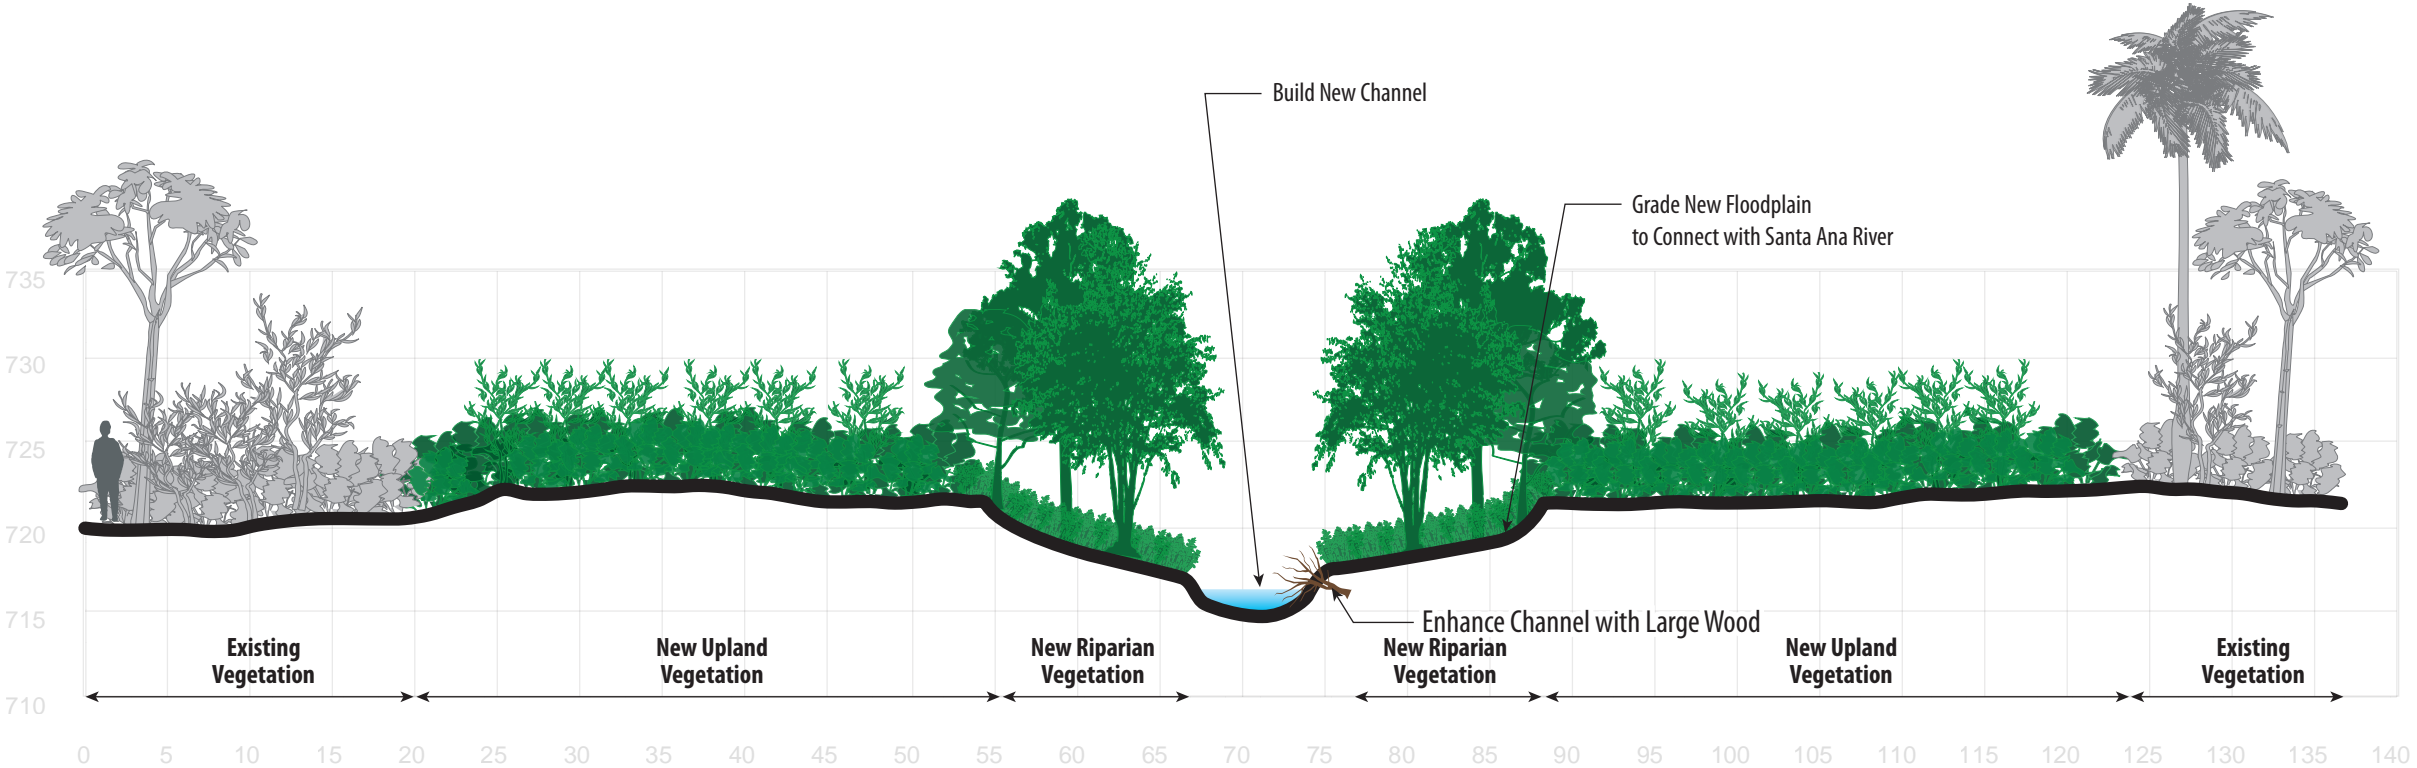 Build New Channel
Grade New Floodplain
to Connect with Santa Ana River
735
730
725
720
715
710
Enhance Channel with Large Wood
Existing
Vegetation
New Upland
Vegetation
New Riparian
Vegetation
New Riparian
Vegetation
New Upland
Vegetation
Existing
Vegetation
0 5 10 15 20 25 30 35 40 45 50 55 60 65 70 75 80 85 90 95 100 105 110 115 120 125 130 135 140